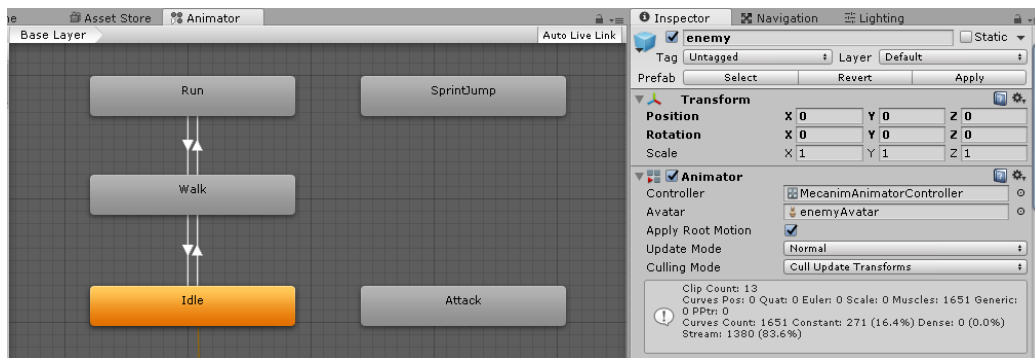 ne Asset Store Animator
Base Layer Auto Live Link
Run
SprintJump
Walk
Idle
Attack
Inspector Navigation Lighting
enemy Static
Tag Untagged Layer Default
Prefab Select Revert Apply
Transform
Position X 0 Y 0 Z 0
Rotation X 0 Y 0 Z 0
Scale X 1 Y 1 Z 1
Animator
Controller MecanimAnimatorController
Avatar enemyAvatar
Apply Root Motion
Update Mode Normal
Culling Mode Cull Update Transforms
Clip Count: 13
Curves Pos: 0 Quat: 0 Euler: 0 Scale: 0 Muscles: 1651 Generic:
0 PPtr: 0
Curves Count: 1651 Constant: 271 (16.4%) Dense: 0 (0.0%)
Stream: 1380 (83.6%)